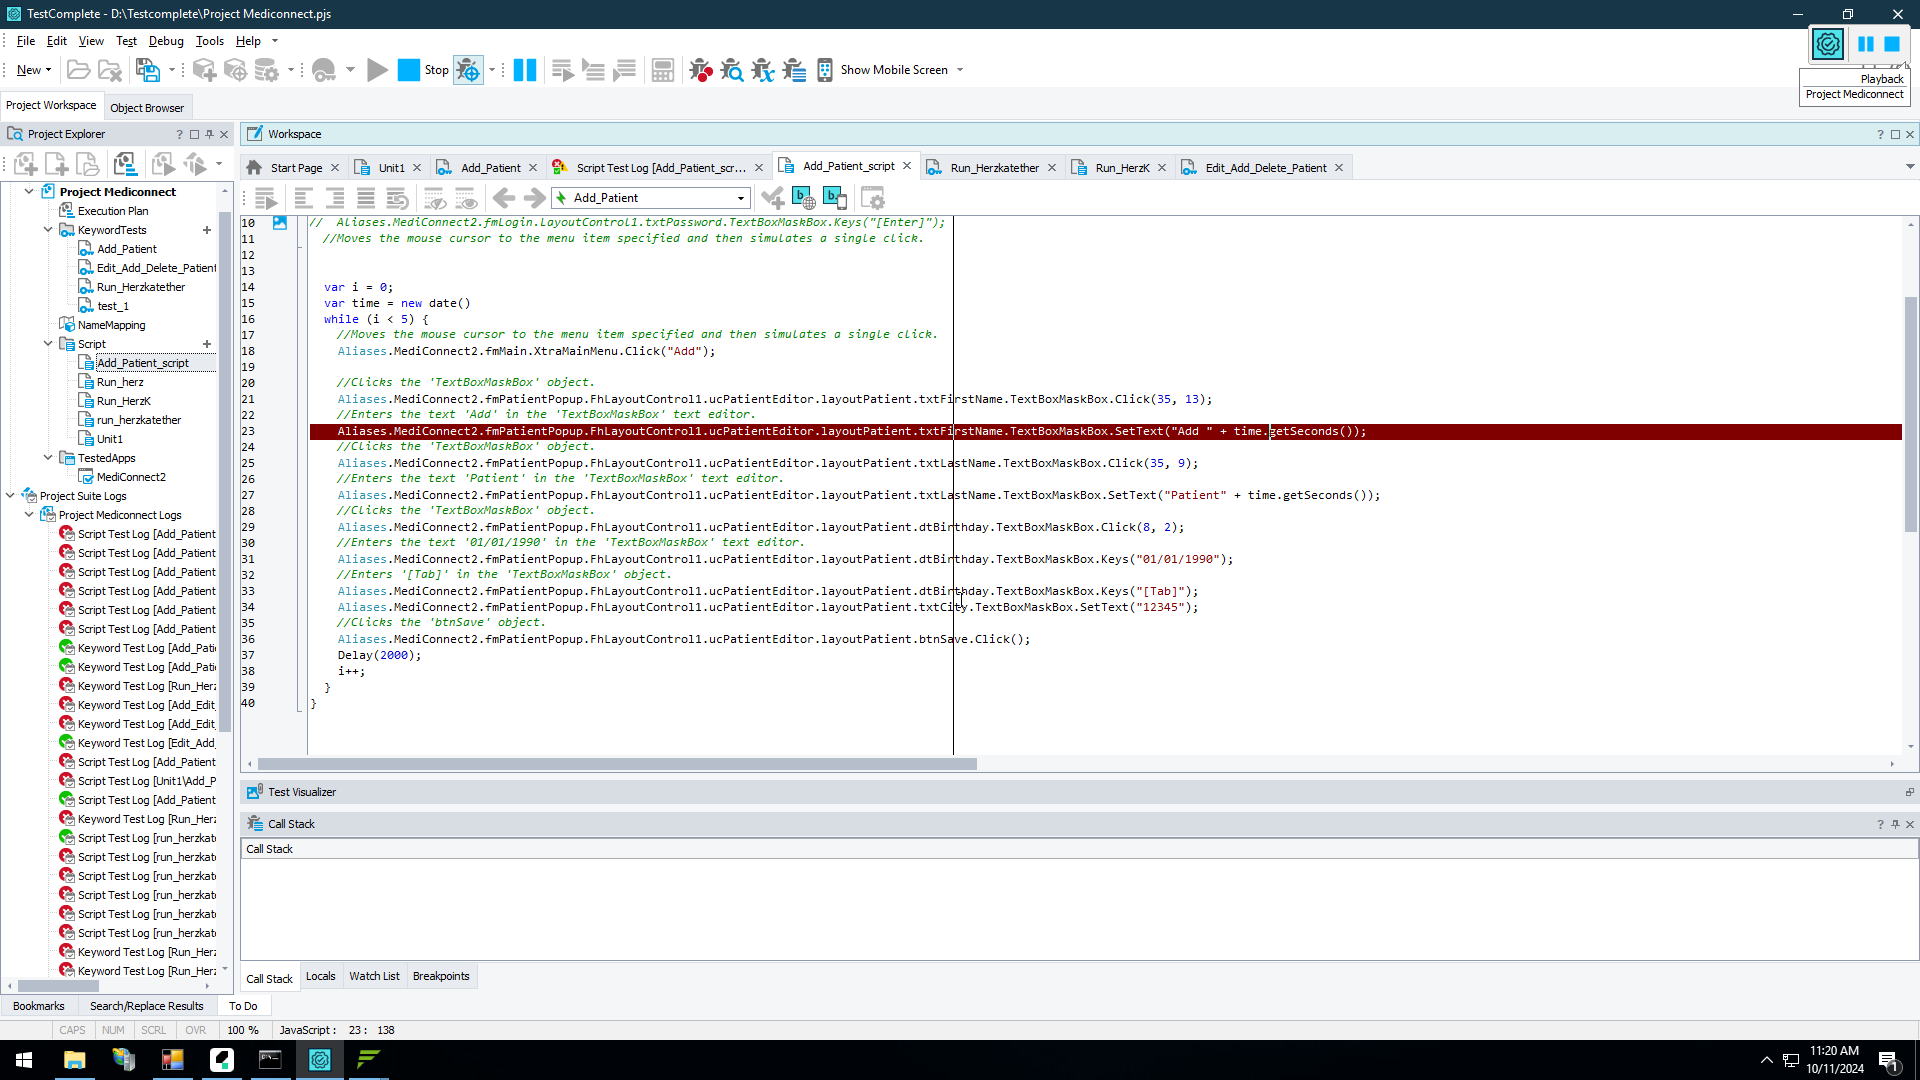 TestComplete - D:\Testcomplete\Project Mediconnect.pjs
File Edit View Test Debug Tools Help
New Stop Show Mobile Screen
Playback
Project Mediconnect
Project Workspace Object Browser
Project Explorer ?
Workspace ?
Start Page Unit1 Add_Patient Script Test Log [Add_Patient_scr... Add_Patient_script Run_Herzkatether Run_HerzK Edit_Add_Delete_Patient
Add_Patient
Project Mediconnect
Execution Plan
KeywordTests
Add_Patient
Edit_Add_Delete_Patient
Run_Herzkatether
test_1
NameMapping
Script
Add_Patient_script
Run_herz
Run_HerzK
run_herzkatether
Unit1
TestedApps
MediConnect2
Project Suite Logs
Project Mediconnect Logs
Script Test Log [Add_Patient
Script Test Log [Add_Patient
Script Test Log [Add_Patient
Script Test Log [Add_Patient
Script Test Log [Add_Patient
Script Test Log [Add_Patient
Keyword Test Log [Add_Pati
Keyword Test Log [Add_Pati
Keyword Test Log [Run_Herz
Keyword Test Log [Add_Edit_
Keyword Test Log [Add_Edit_
Keyword Test Log [Edit_Add_
Script Test Log [Add_Patient
Script Test Log [Unit1\Add_P
Script Test Log [Add_Patient
Keyword Test Log [Run_Herz
Script Test Log [run_herzkat
Script Test Log [run_herzkat
Script Test Log [run_herzkat
Script Test Log [run_herzkat
Script Test Log [run_herzkat
Script Test Log [run_herzkat
Keyword Test Log [Run_Herz
Keyword Test Log [Run_Herz
10 // Aliases.MediConnect2.fmLogin.LayoutControl1.txtPassword.TextBoxMaskBox.Keys("[Enter]");
11 //Moves the mouse cursor to the menu item specified and then simulates a single click.
12
13
14 var i = 0;
15 var time = new date()
16 while (i < 5) {
17 //Moves the mouse cursor to the menu item specified and then simulates a single click.
18 Aliases.MediConnect2.fmMain.XtraMainMenu.Click("Add");
19
20 //Clicks the 'TextBoxMaskBox' object.
21 Aliases.MediConnect2.fmPatientPopup.FhLayoutControl1.ucPatientEditor.layoutPatient.txtFirstName.TextBoxMaskBox.Click(35, 13);
22 //Enters the text 'Add' in the 'TextBoxMaskBox' text editor.
23 Aliases.MediConnect2.fmPatientPopup.FhLayoutControl1.ucPatientEditor.layoutPatient.txtFirstName.TextBoxMaskBox.SetText("Add " + time.getSeconds());
24 //Clicks the 'TextBoxMaskBox' object.
25 Aliases.MediConnect2.fmPatientPopup.FhLayoutControl1.ucPatientEditor.layoutPatient.txtLastName.TextBoxMaskBox.Click(35, 9);
26 //Enters the text 'Patient' in the 'TextBoxMaskBox' text editor.
27 Aliases.MediConnect2.fmPatientPopup.FhLayoutControl1.ucPatientEditor.layoutPatient.txtLastName.TextBoxMaskBox.SetText("Patient" + time.getSeconds());
28 //Clicks the 'TextBoxMaskBox' object.
29 Aliases.MediConnect2.fmPatientPopup.FhLayoutControl1.ucPatientEditor.layoutPatient.dtBirthday.TextBoxMaskBox.Click(8, 2);
30 //Enters the text '01/01/1990' in the 'TextBoxMaskBox' text editor.
31 Aliases.MediConnect2.fmPatientPopup.FhLayoutControl1.ucPatientEditor.layoutPatient.dtBirthday.TextBoxMaskBox.Keys("01/01/1990");
32 //Enters '[Tab]' in the 'TextBoxMaskBox' object.
33 Aliases.MediConnect2.fmPatientPopup.FhLayoutControl1.ucPatientEditor.layoutPatient.dtBirthday.TextBoxMaskBox.Keys("[Tab]");
34 Aliases.MediConnect2.fmPatientPopup.FhLayoutControl1.ucPatientEditor.layoutPatient.txtCity.TextBoxMaskBox.SetText("12345");
35 //Clicks the 'btnSave' object.
36 Aliases.MediConnect2.fmPatientPopup.FhLayoutControl1.ucPatientEditor.layoutPatient.btnSave.Click();
37 Delay(2000);
38 i++;
39 }
40 }
Test Visualizer
Call Stack ?
Call Stack
Call Stack Locals Watch List Breakpoints
Bookmarks Search/Replace Results To Do
CAPS NUM SCRL OVR 100 % JavaScript : 23 : 138
11:20 AM
10/11/2024
1